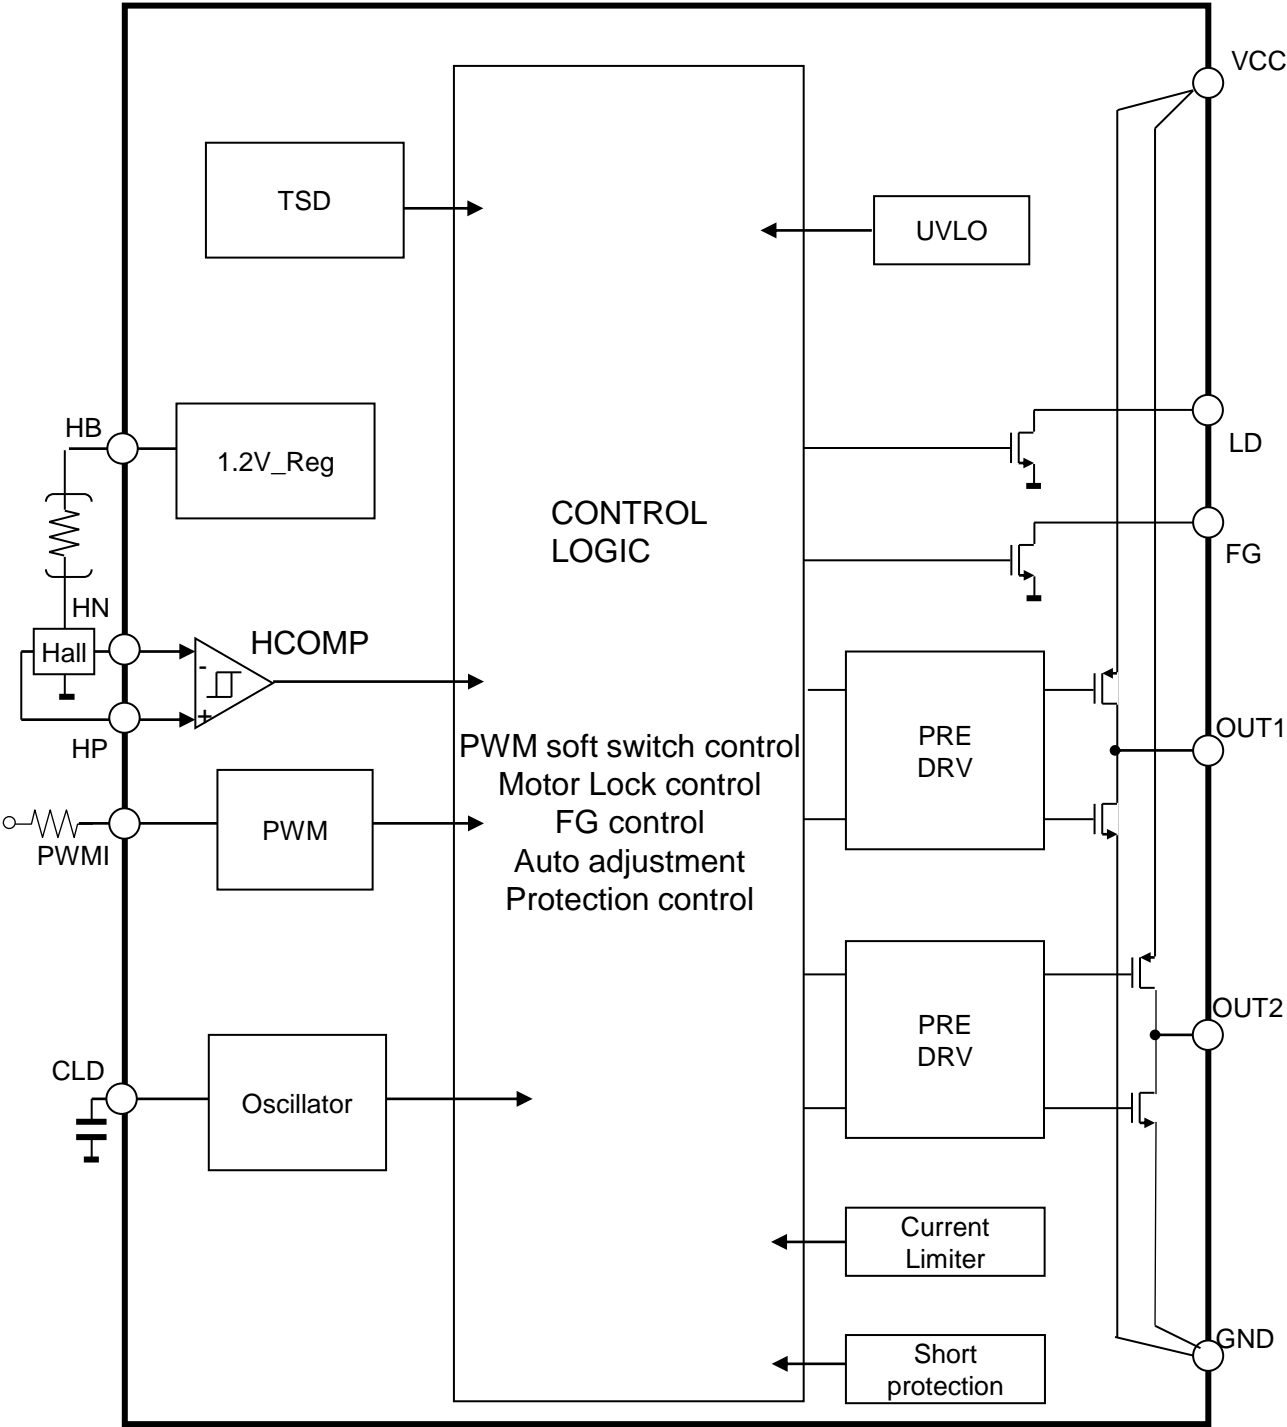 VCC
TSD
UVLO
HB
1.2V_Reg
LD
CONTROL
LOGIC
FG
HN
Hall
HCOMP
-
+
HP
PWM soft switch control
Motor Lock control
FG control
Auto adjustment
Protection control
PRE
DRV
OUT1
PWM
PWMI
PRE
DRV
OUT2
CLD
Oscillator
Current
Limiter
GND
Short
protection